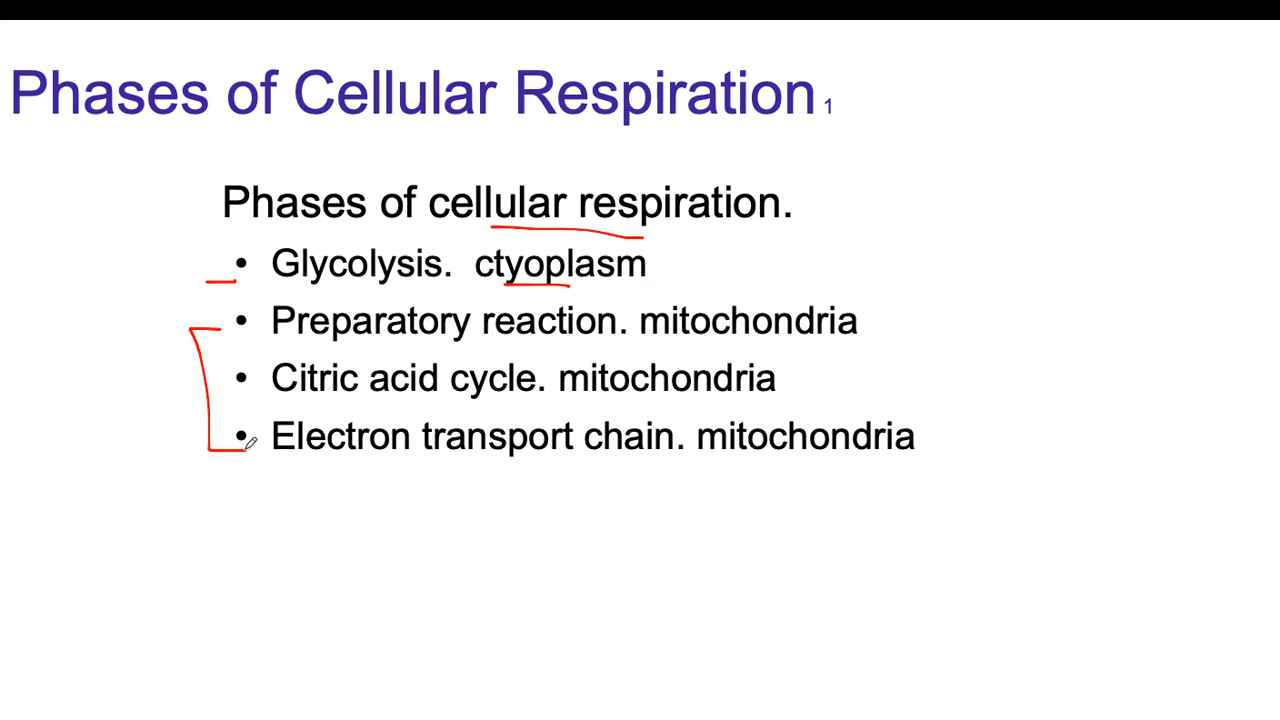 Phases of Cellular Respiration 1
Phases of cellular respiration.
• Glycolysis. ctyoplasm
• Preparatory reaction. mitochondria
• Citric acid cycle. mitochondria
• Electron transport chain. mitochondria